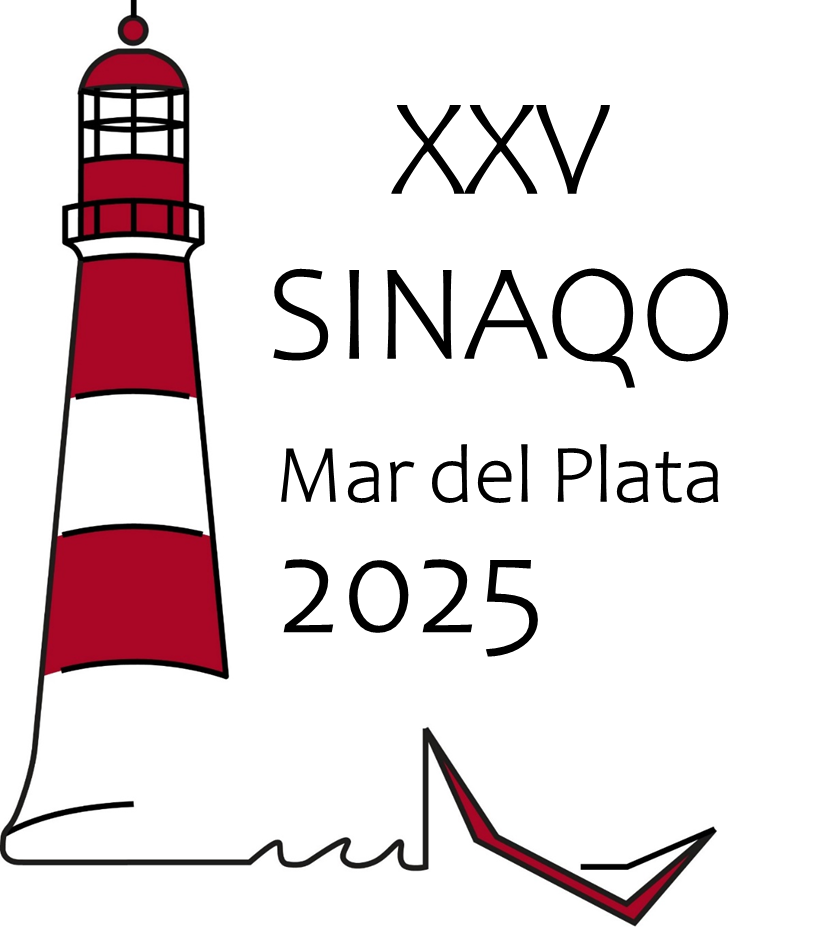 XXV
SINAQO
Mar del Plata
2025